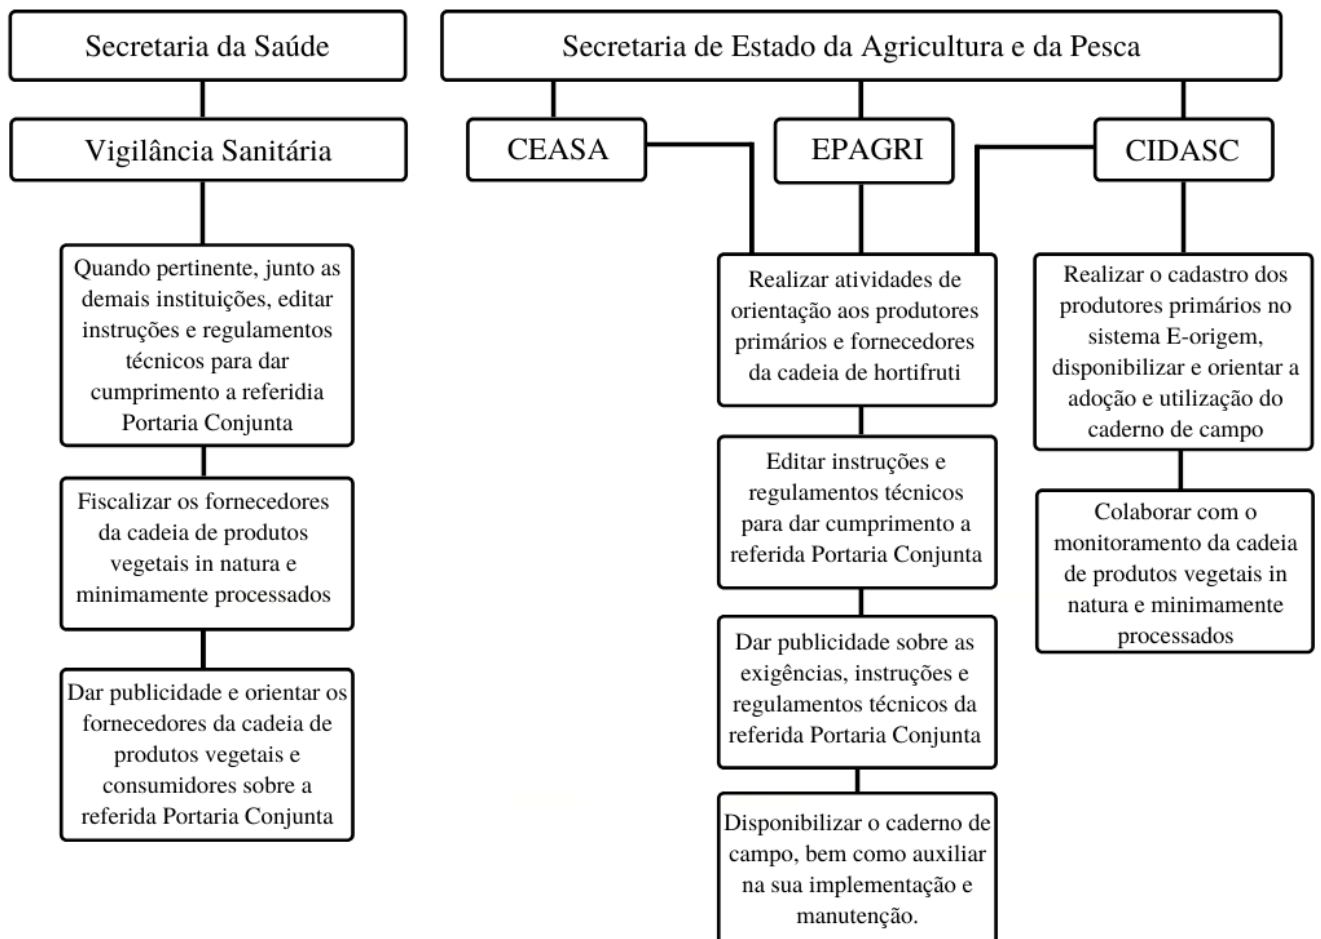 Secretaria da Saúde
Vigilância Sanitária
Quando pertinente, junto as
demais instituições, editar
instruções e regulamentos
técnicos para dar
cumprimento a referidia
Portaria Conjunta
Fiscalizar os fornecedores
da cadeia de produtos
vegetais in natura e
minimamente processados
Dar publicidade e orientar os
fornecedores da cadeia de
produtos vegetais e
consumidores sobre a
referida Portaria Conjunta
Secretaria de Estado da Agricultura e da Pesca
CEASA
EPAGRI
CIDASC
Realizar atividades de
orientação aos produtores
primários e fornecedores
da cadeia de hortifruti
Editar instruções e
regulamentos técnicos
para dar cumprimento a
referida Portaria Conjunta
Dar publicidade sobre as
exigências, instruções e
regulamentos técnicos da
referida Portaria Conjunta
Disponibilizar o caderno de
campo, bem como auxiliar
na sua implementação e
manutenção.
Realizar o cadastro dos
produtores primários no
sistema E-origem,
disponibilizar e orientar a
adoção e utilização do
caderno de campo
Colaborar com o
monitoramento da cadeia
de produtos vegetais in
natura e minimamente
processados